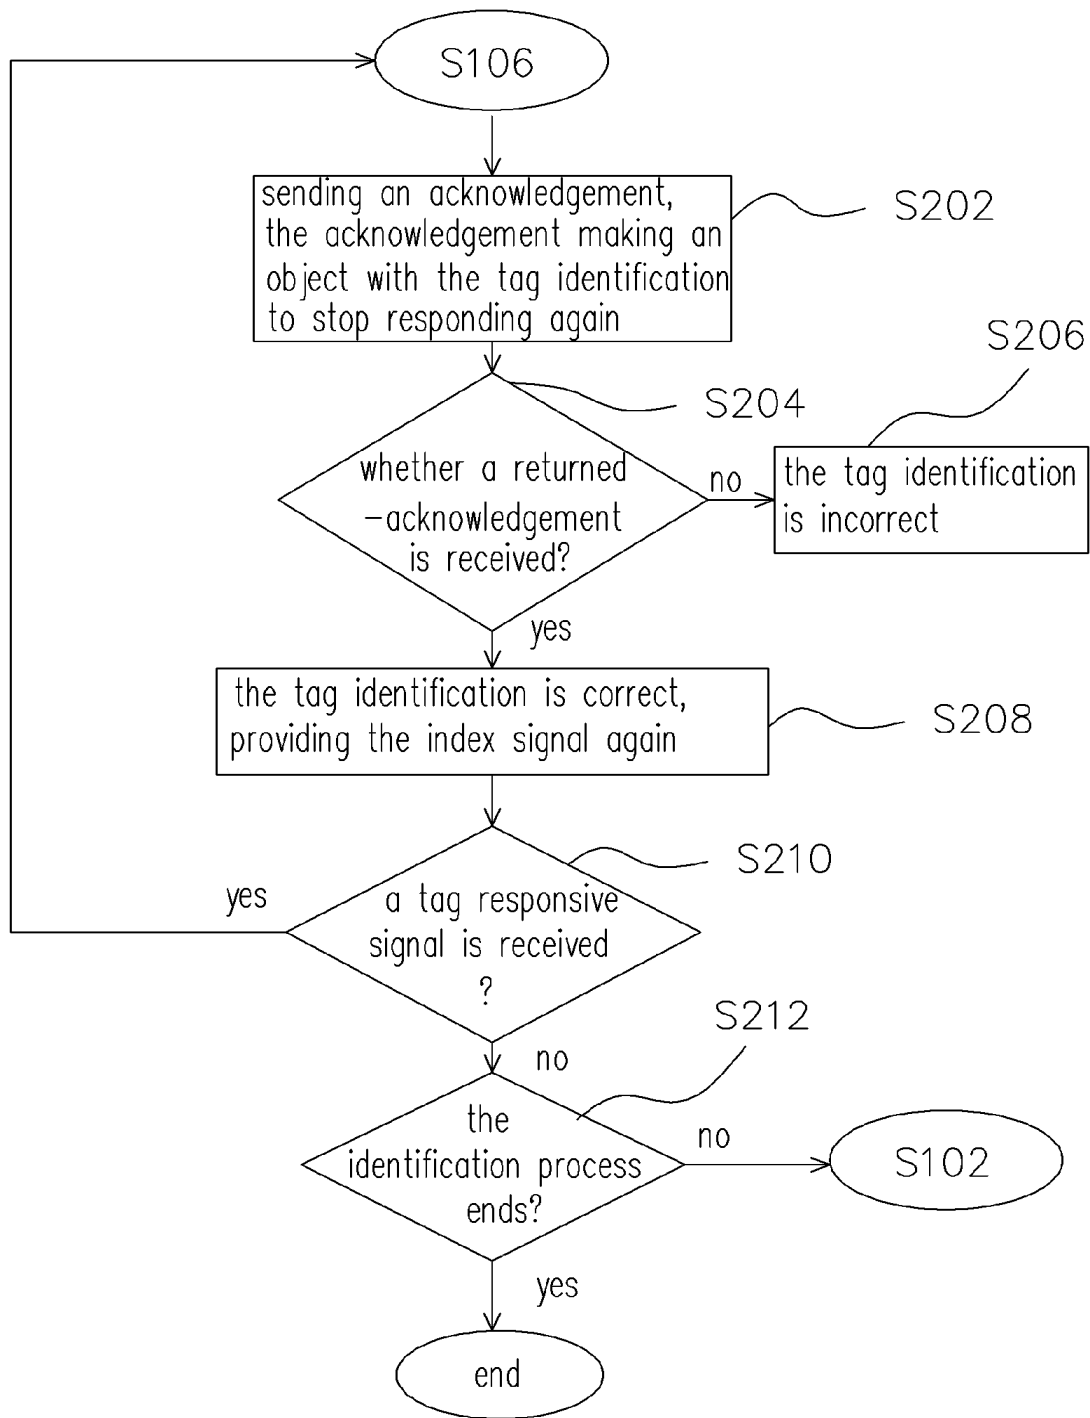 S106
sending an acknowledgement,
the acknowledgement making an
object with the tag identification
to stop responding again
S202
S206
S204
whether a returned
-acknowledgement
is received?
no
the tag identification
is incorrect
yes
the tag identification is correct,
providing the index signal again
S208
S210
yes
a tag responsive
signal is received
?
S212
no
the
identification process
ends?
no
S102
yes
end